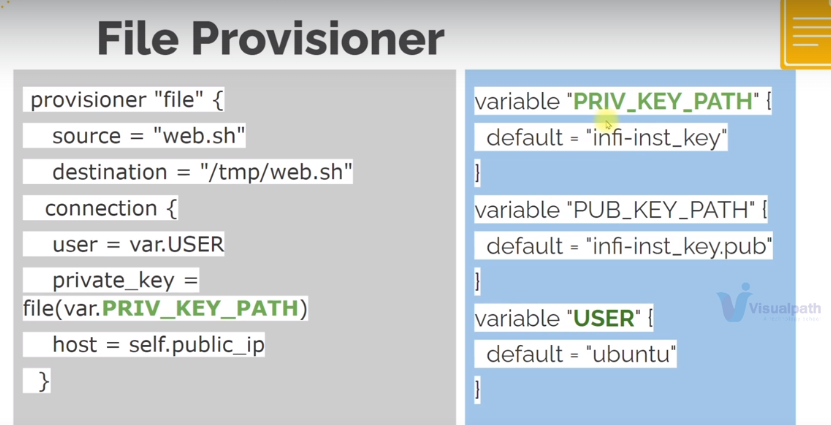 File Provisioner
provisioner "file" {
source = "web.sh"
destination = "/tmp/web.sh"
connection {
user = var.USER
private_key =
file(var.PRIV_KEY_PATH)
host = self.public_ip
}
variable "PRIV_KEY_PATH" {
default = "infi-inst_key"
}
variable "PUB_KEY_PATH" {
default = "infi-inst_key.pub"
}
variable "USER" {
default = "ubuntu"
}
Visualpath